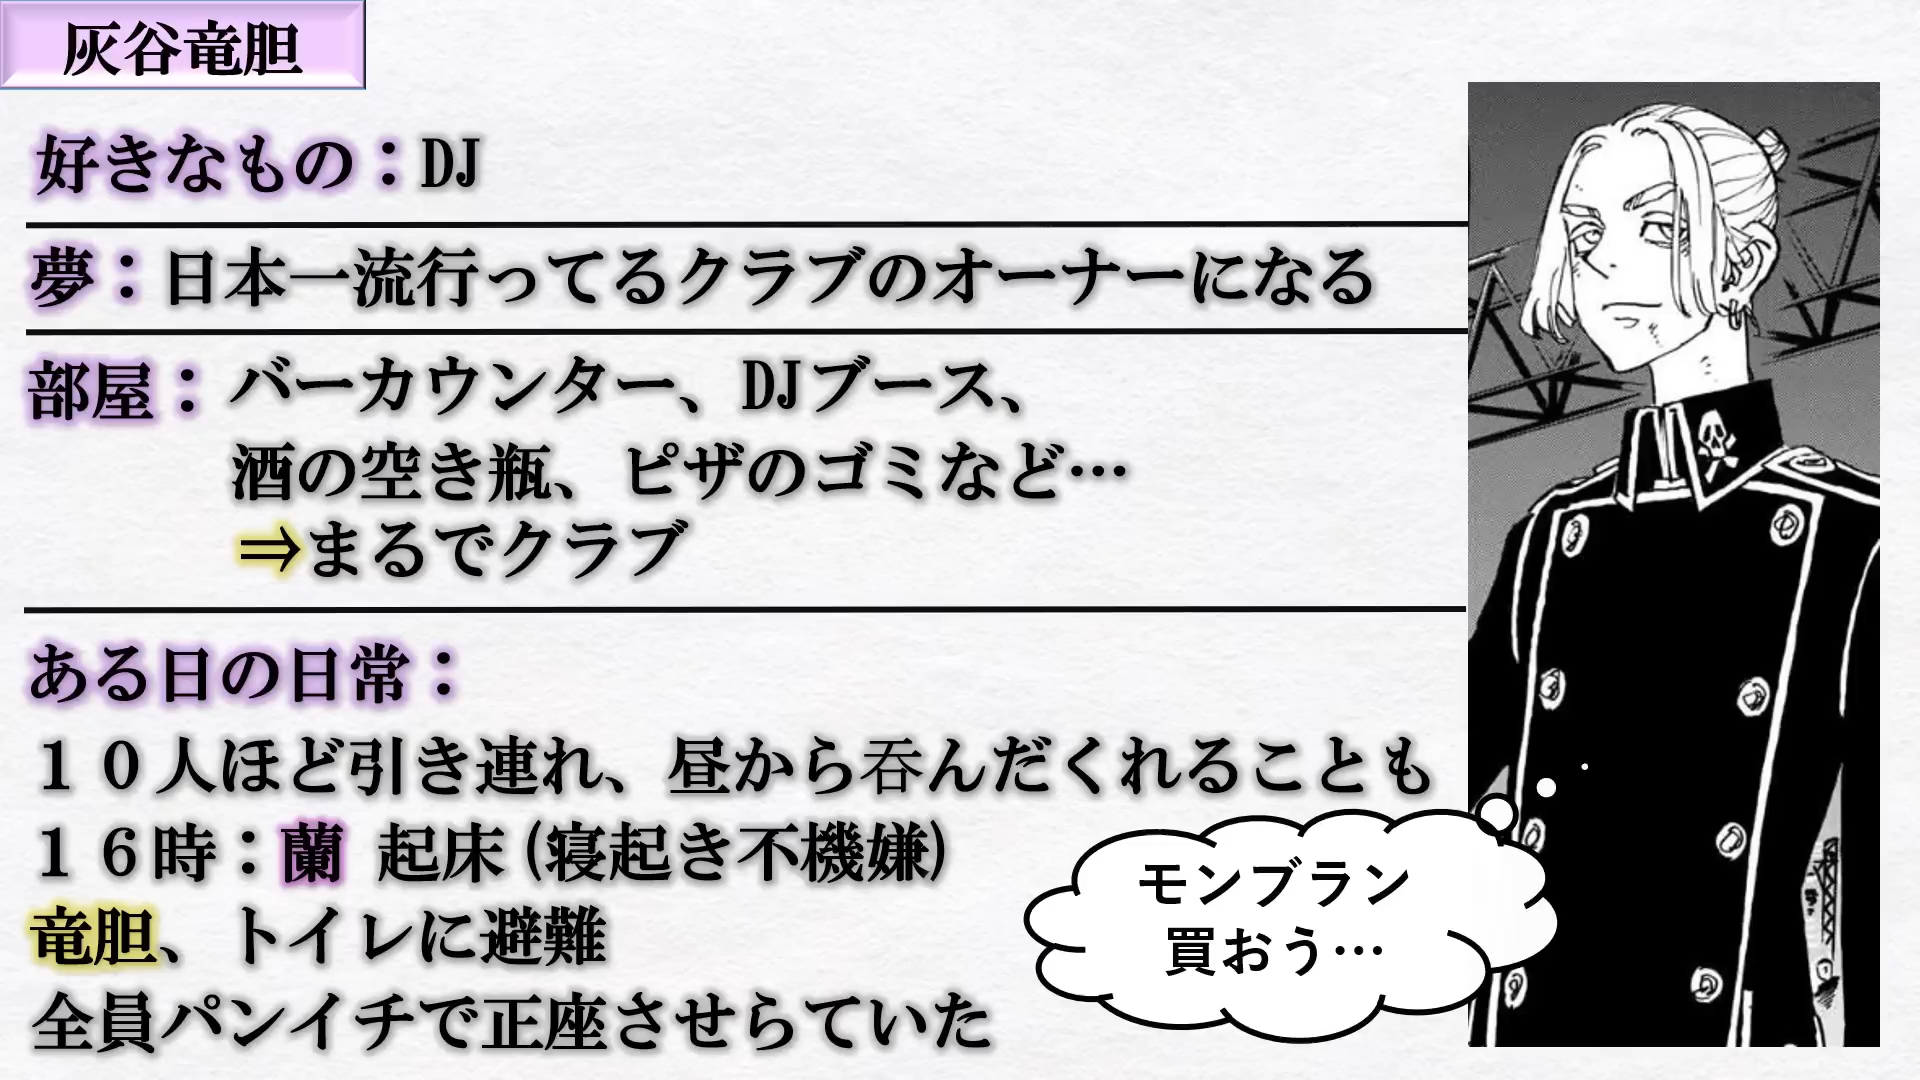 灰谷竜胆
好きなもの：DJ
夢：日本一流行ってるクラブのオーナーになる
部屋：バーカウンター、DJブース、
酒の空き瓶、ピザのゴミなど…
⇒まるでクラブ
ある日の日常：
１０人ほど引き連れ、昼から呑んだくれることも
１６時：蘭 起床(寝起き不機嫌)
竜胆、トイレに避難
全員パンイチで正座させらていた
モンブラン
買おう…